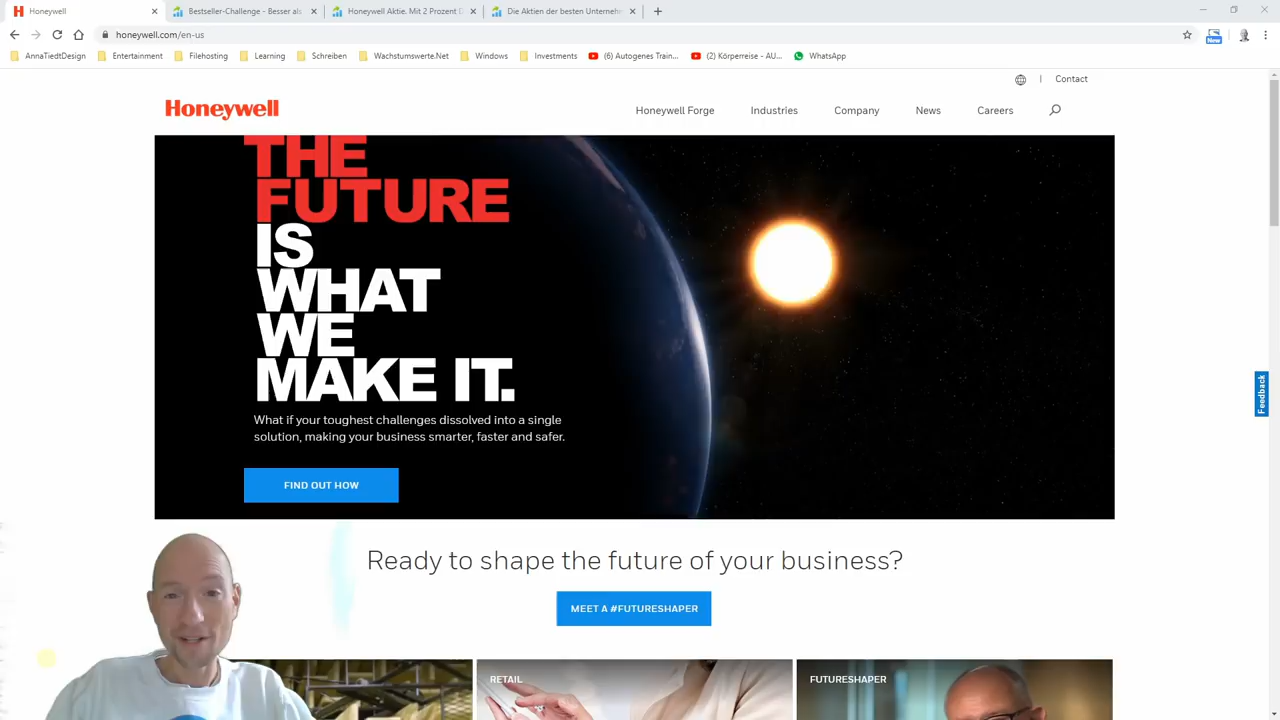 Honeywell
Bestseller-Challenge - Besser als
Honeywell Aktie. Mit 2 Prozent D
Die Aktien der besten Unternehm
honeywell.com/en-us
New
AnnaTiedtDesign
Entertainment
Filehosting
Learning
Schreiben
Wachstumswerte.Net
Windows
Investments
(6) Autogenes Train...
(2) Körperreise - AU...
WhatsApp
Contact
Honeywell
Honeywell Forge
Industries
Company
News
Careers
THE
FUTURE
IS
WHAT
WE
MAKE IT.
What if your toughest challenges dissolved into a single
solution, making your business smarter, faster and safer.
FIND OUT HOW
Feedback
Ready to shape the future of your business?
MEET A #FUTURESHAPER
RETAIL
FUTURESHAPER